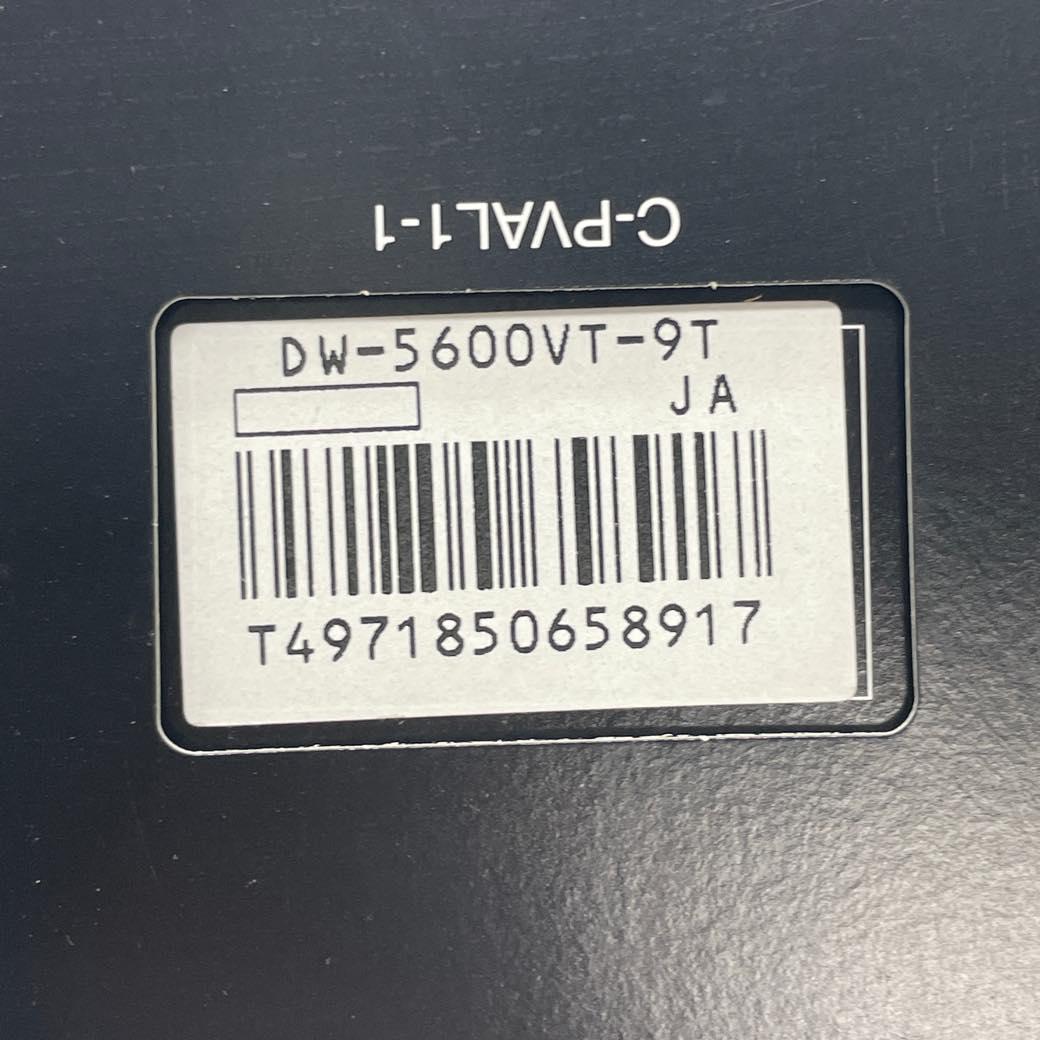 C-PVAL1-1
DW-5600VT-9T
JA
T4971850658917